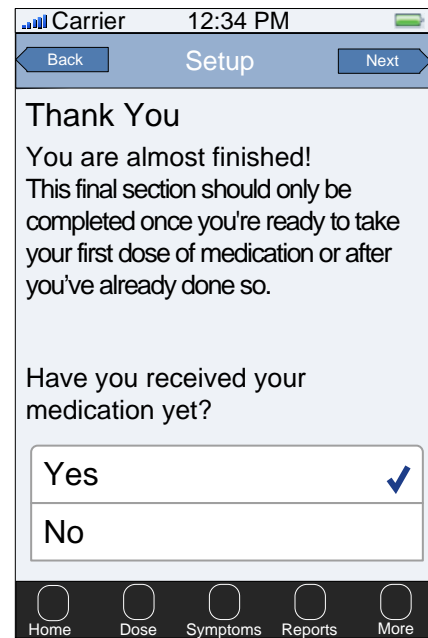 Carrier 12:34 PM
Back Setup Next
Thank You
You are almost finished!
This final section should only be
completed once you're ready to take
your first dose of medication or after
you’ve already done so.
Have you received your
medication yet?
Yes
No
Home Dose Symptoms Reports More